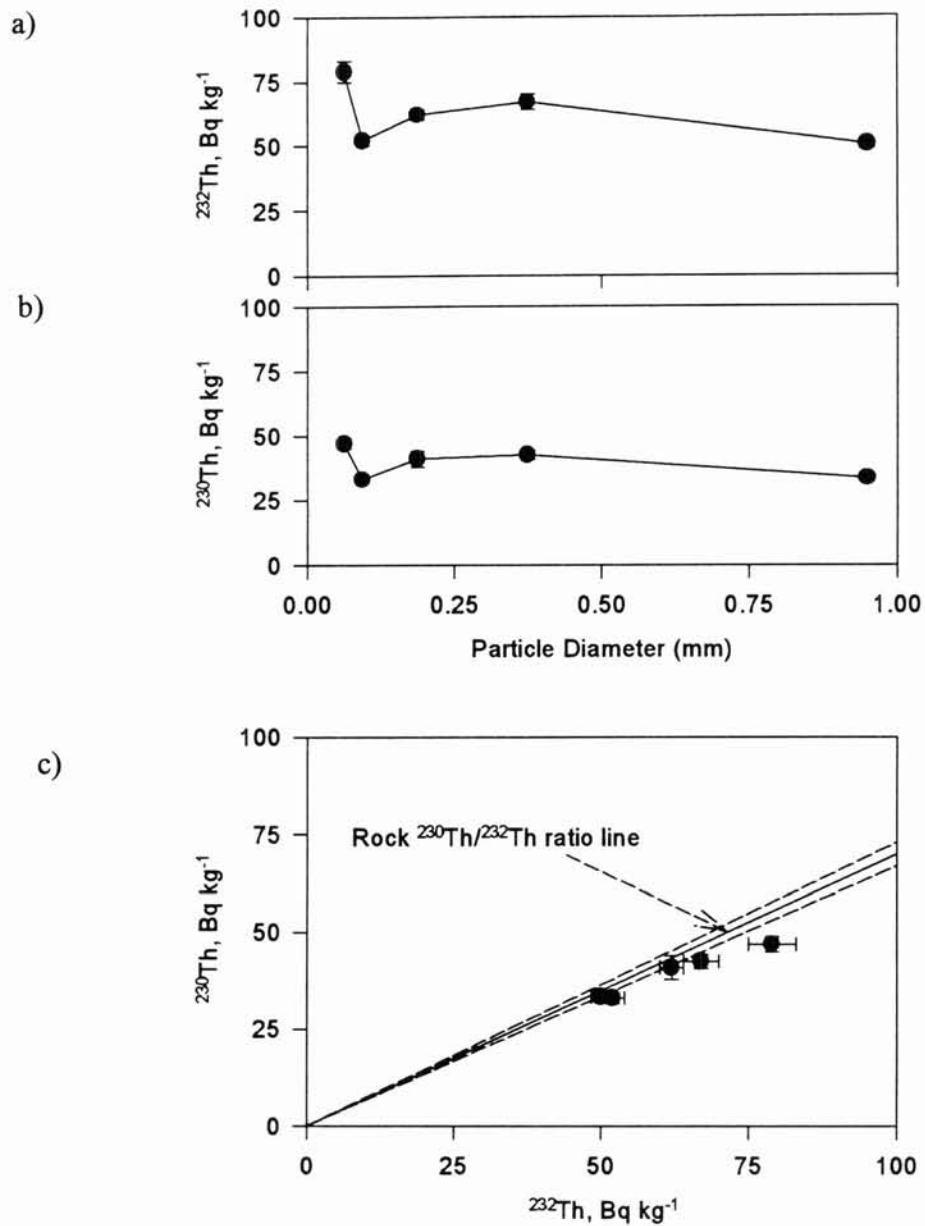 a)
100
75
50
25
0
²³²Th, Bq kg⁻¹
b)
100
75
50
25
0
²³⁰Th, Bq kg⁻¹
0.00 0.25 0.50 0.75 1.00
Particle Diameter (mm)
c)
100
75
50
25
0
²³⁰Th, Bq kg⁻¹
Rock ²³⁰Th/²³²Th ratio line
0 25 50 75 100
²³²Th, Bq kg⁻¹